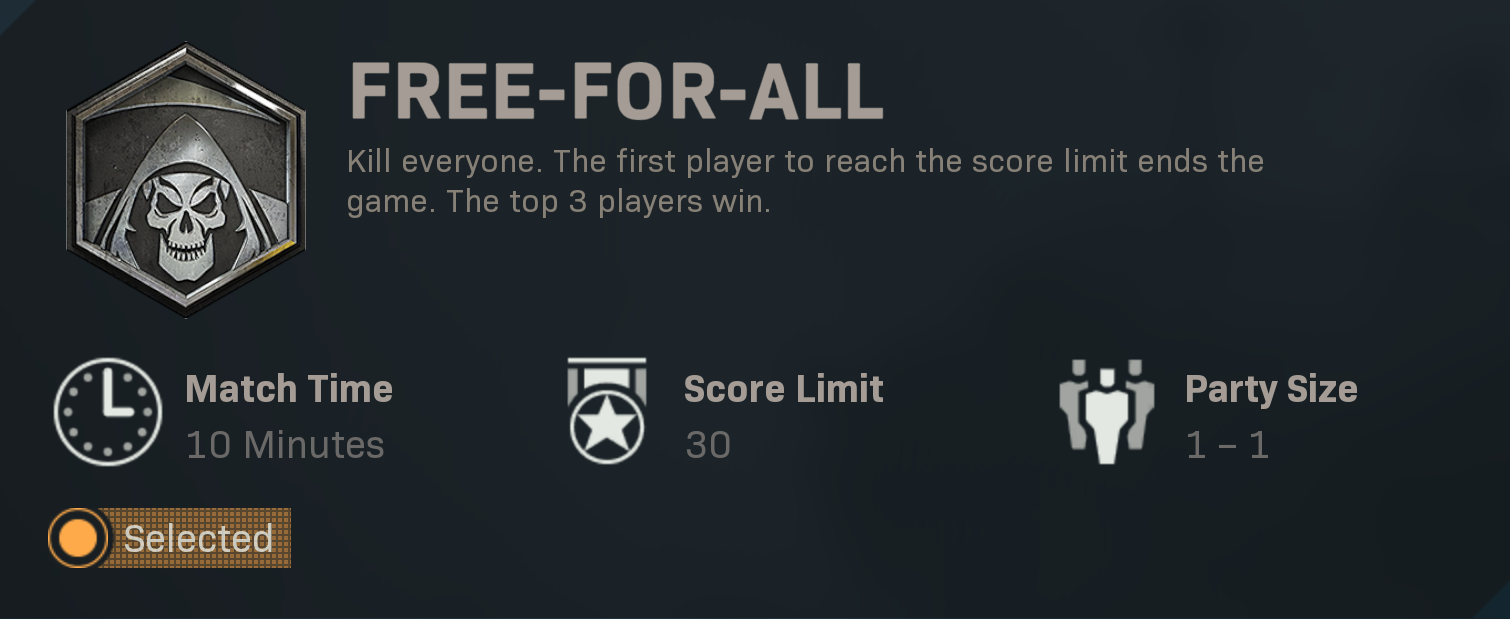 FREE-FOR-ALL
Kill everyone. The first player to reach the score limit ends the
game. The top 3 players win.
Match Time
10 Minutes
Score Limit
30
Party Size
1 – 1
Selected